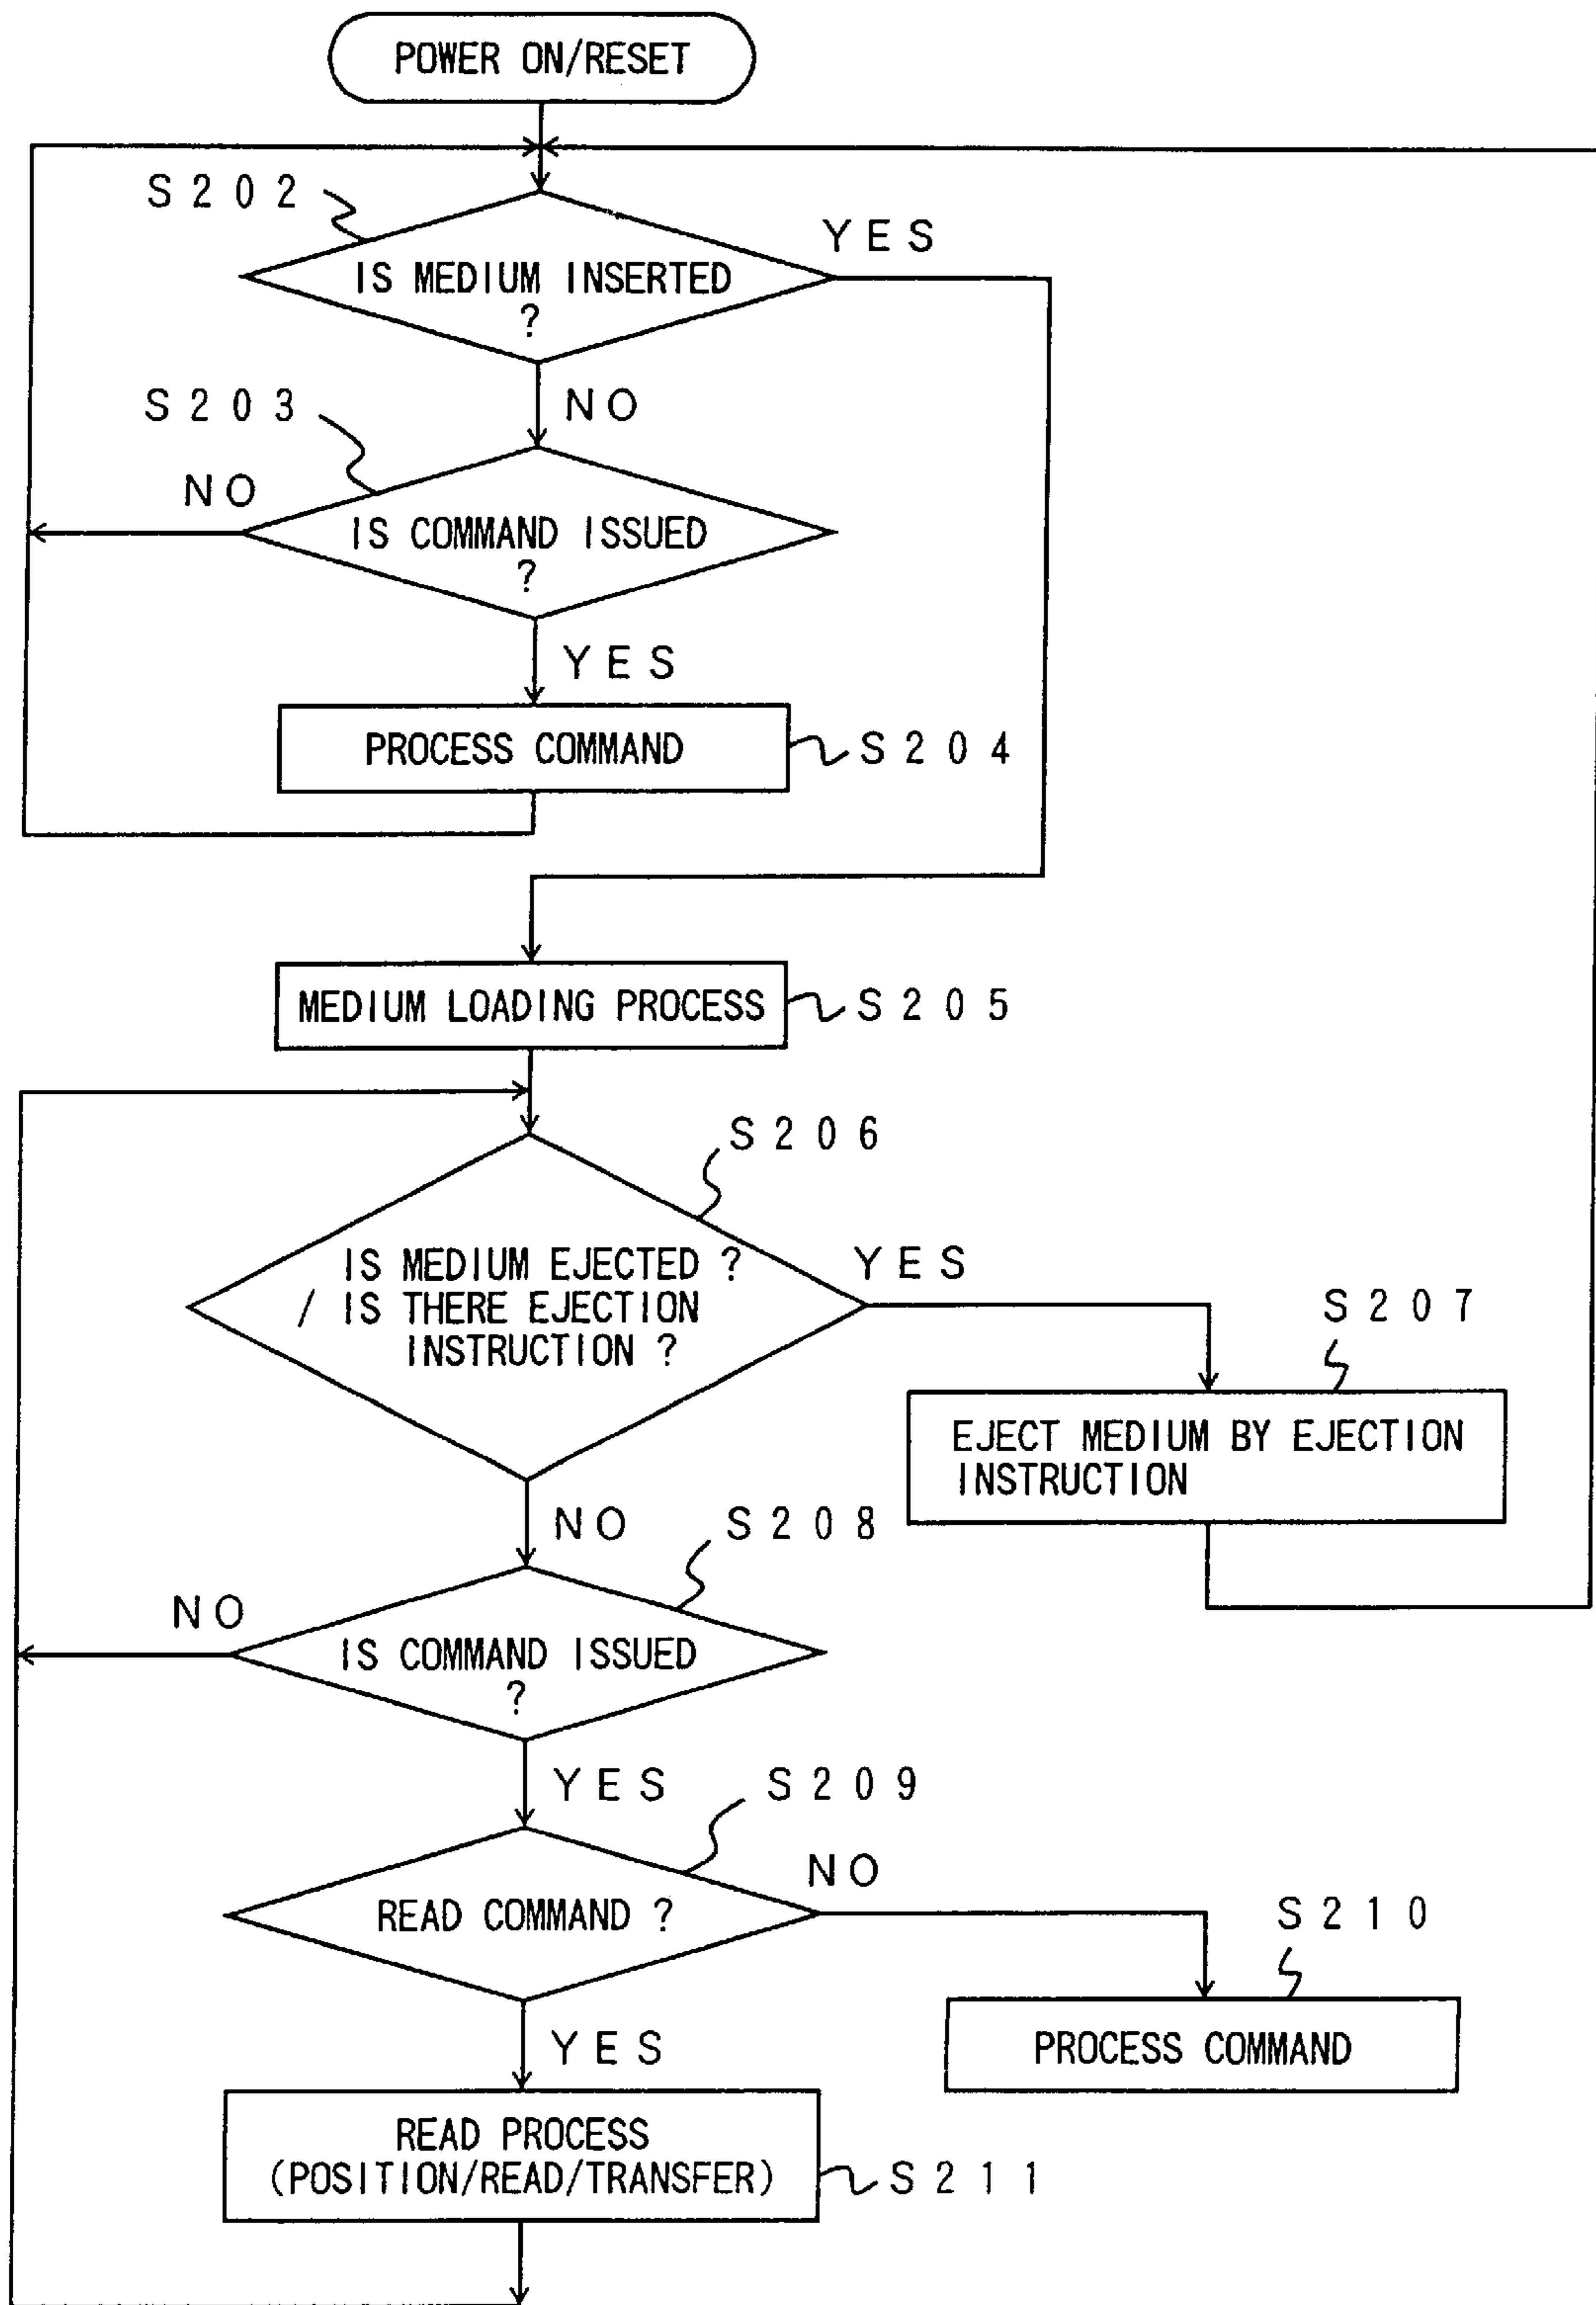 POWER ON/RESET
S202
YES
IS MEDIUM INSERTED
?
NO
S203
NO
IS COMMAND ISSUED
?
YES
PROCESS COMMAND
S204
MEDIUM LOADING PROCESS
S205
S206
IS MEDIUM EJECTED ?
/ IS THERE EJECTION
INSTRUCTION ?
YES
S207
EJECT MEDIUM BY EJECTION
INSTRUCTION
NO
S208
NO
IS COMMAND ISSUED
?
YES
S209
NO
READ COMMAND ?
S210
PROCESS COMMAND
YES
READ PROCESS
(POSITION/READ/TRANSFER)
S211